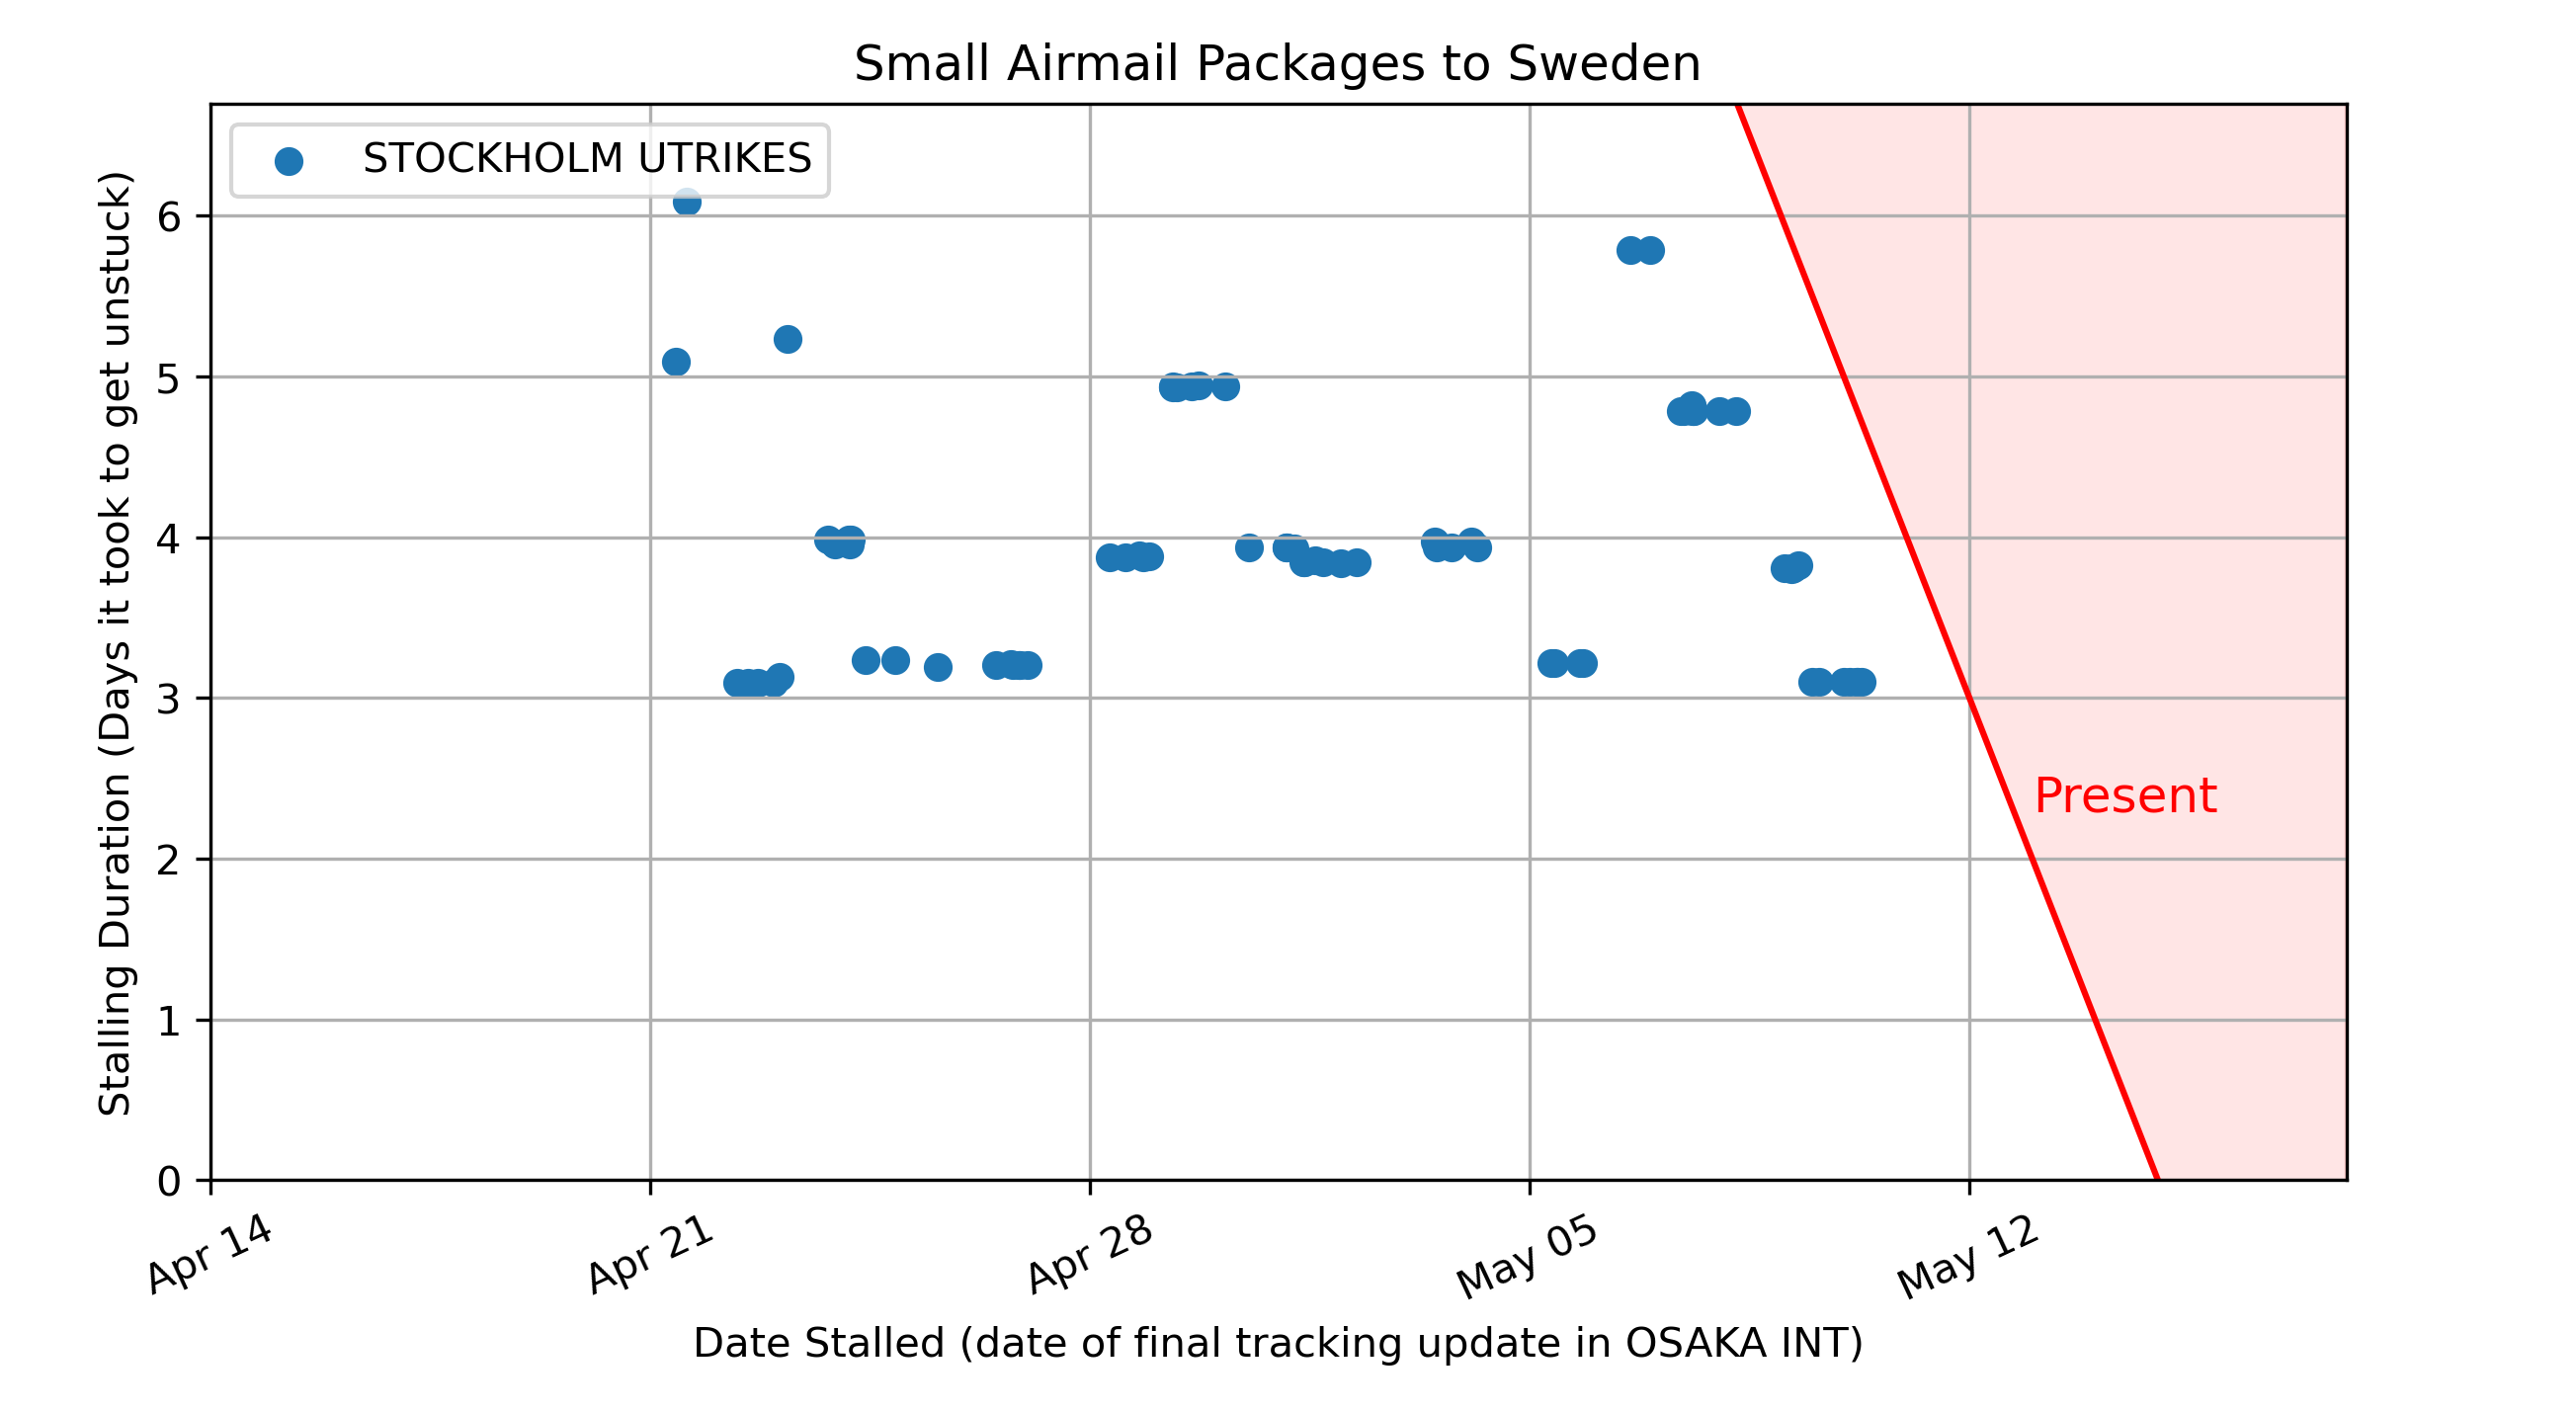 Small Airmail Packages to Sweden
STOCKHOLM UTRIKES
Stalling Duration (Days it took to get unstuck)
6
5
4
3
2
1
0
Present
Apr 14
Apr 21
Apr 28
May 05
May 12
Date Stalled (date of final tracking update in OSAKA INT)